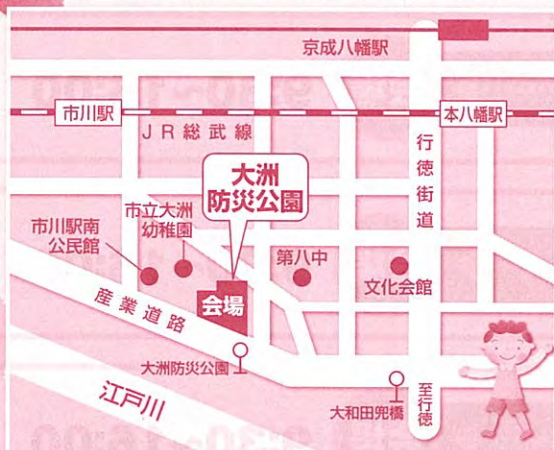 京成八幡駅
市川駅
JR総武線
本八幡駅
行徳街道
大洲
防災公園
市立大洲
幼稚園
市川駅南
公民館
第八中
文化会館
会場
産業道路
大洲防災公園
江戸川
大和田兜橋
至行徳